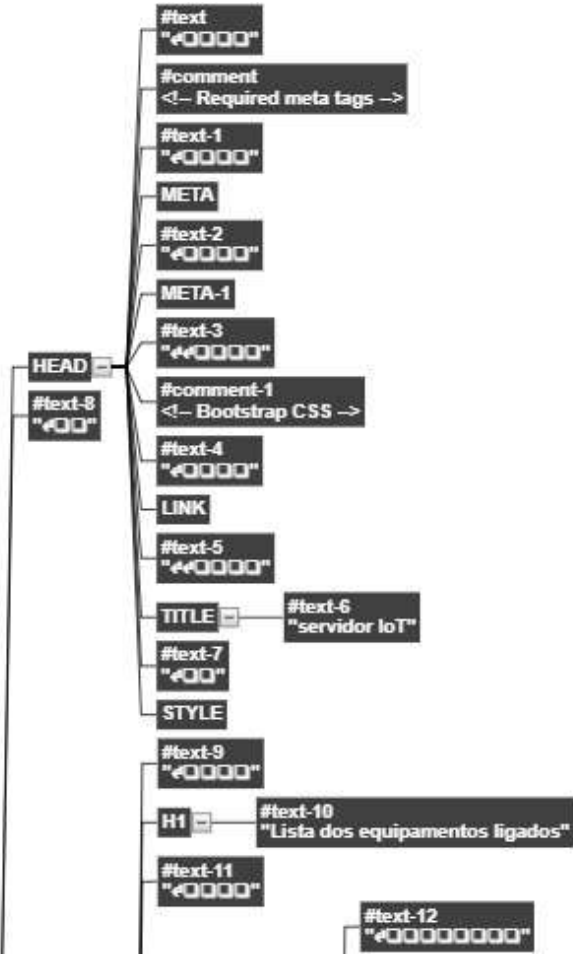 HEAD
#text
"↵□□□□"
#comment
<!-- Required meta tags -->
#text-1
"↵□□□□"
META
#text-2
"↵□□□□"
META-1
#text-3
"↵↵□□□□"
#comment-1
<!-- Bootstrap CSS -->
#text-4
"↵□□□□"
LINK
#text-5
"↵↵□□□□"
TITLE
#text-6
"servidor IoT"
#text-7
"↵□□"
STYLE
#text-8
"↵□□"
#text-9
"↵□□□□"
H1
#text-10
"Lista dos equipamentos ligados"
#text-11
"↵□□□□"
#text-12
"↵□□□□□□□□"